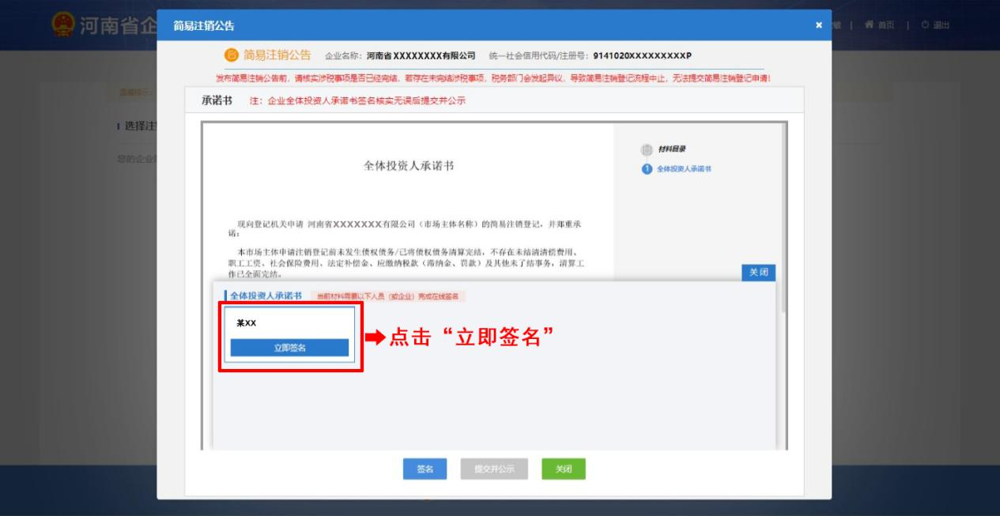 河南省企
首页 | 退出
简易注销公告
×
简易注销公告 企业名称：河南省XXXXXXXX有限公司 统一社会信用代码/注册号：9141020XXXXXXXXXP
发布简易注销公告前，请核实涉税事项是否已经完结，若存在未完结涉税事项，税务部门会发起异议，导致简易注销登记流程中止，无法提交简易注销登记申请！
温馨提示：
承诺书 注：企业全体投资人承诺书签名核实无误后提交并公示
选择注
您的企业
全体投资人承诺书
材料目录
1 全体投资人承诺书
现向登记机关申请 河南省XXXXXXX有限公司（市场主体名称）的简易注销登记，并郑重承
诺：
本市场主体申请注销登记前未发生债权债务/已将债权债务清算完结，不存在未结清清偿费用、
职工工资、社会保险费用、法定补偿金、应缴纳税款（滞纳金、罚款）及其他未了结事务，清算工
作已全面完结。
关闭
全体投资人承诺书 当前材料需要以下人员（或企业）完成在线签名
某XX
立即签名
点击“立即签名”
签名 提交并公示 关闭